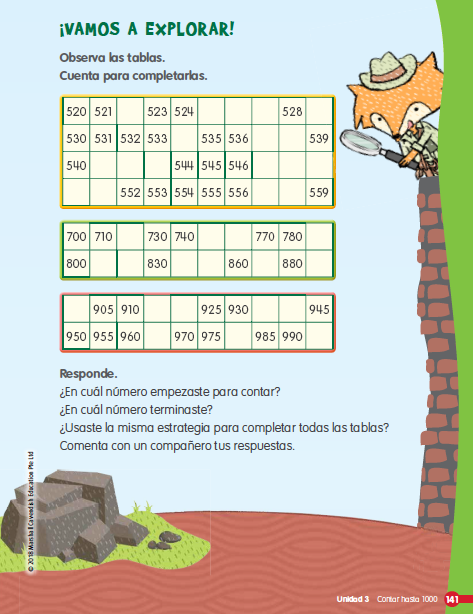 ¡VAMOS A EXPLORAR!
Observa las tablas.
Cuenta para completarlas.
520 521 523 524 528
530 531 532 533 535 536 539
540 544 545 546
552 553 554 555 556 559
700 710 730 740 770 780
800 830 860 880
905 910 925 930 945
950 955 960 970 975 985 990
Responde.
¿En cuál número empezaste para contar?
¿En cuál número terminaste?
¿Usaste la misma estrategia para completar todas las tablas?
Comenta con un compañero tus respuestas.
© 2018 Marshall Cavendish Education Pte Ltd
Unidad 3 Contar hasta 1000 141